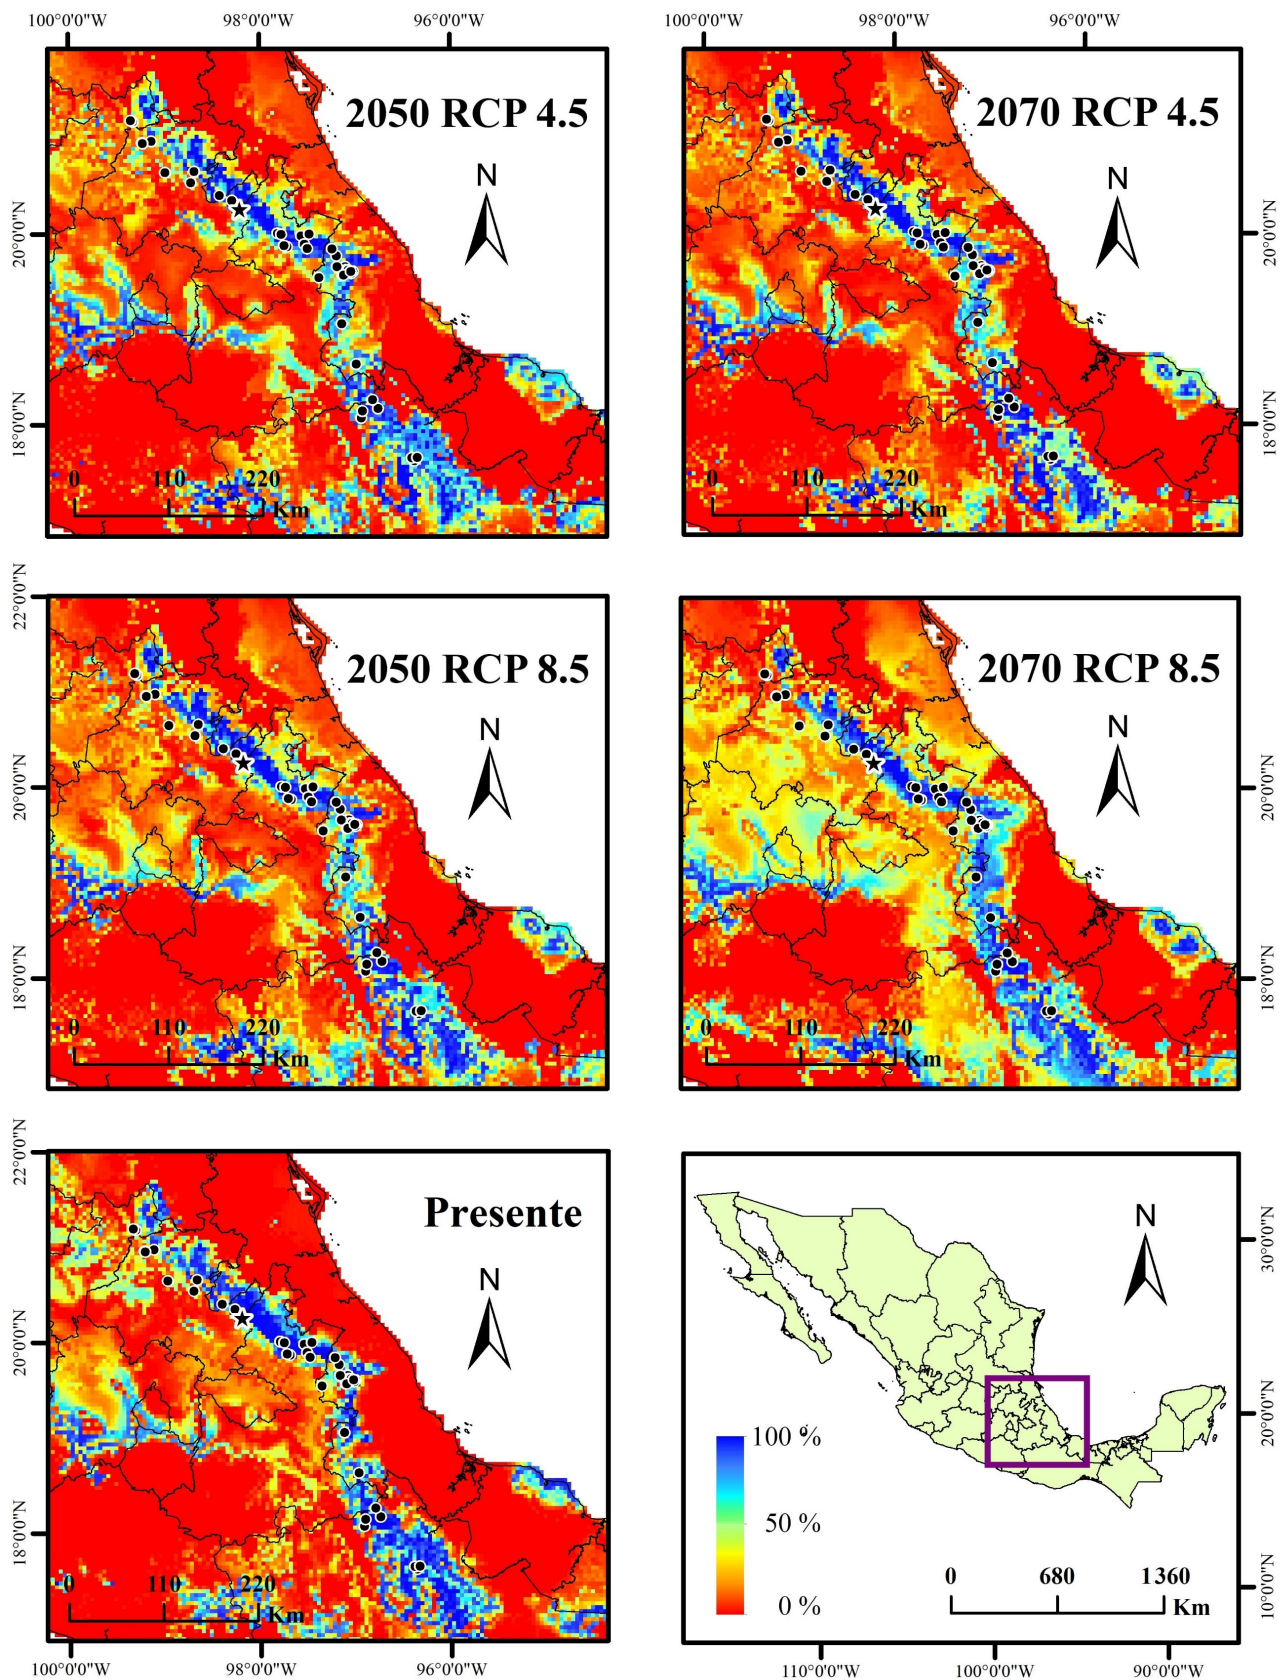 100°0'0"W 98°0'0"W 96°0'0"W
100°0'0"W 98°0'0"W 96°0'0"W
2050 RCP 4.5
N
20°0'0"N
18°0'0"N
0 110 220
Km
2070 RCP 4.5
N
20°0'0"N
18°0'0"N
0 110 220
Km
22°0'0"N
2050 RCP 8.5
N
20°0'0"N
18°0'0"N
0 110 220
Km
2070 RCP 8.5
N
20°0'0"N
18°0'0"N
0 110 220
Km
22°0'0"N
Presente
N
20°0'0"N
18°0'0"N
0 110 220
Km
100°0'0"W 98°0'0"W 96°0'0"W
N
30°0'0"N
20°0'0"N
10°0'0"N
100 %
50 %
0 %
0 680 1360
Km
110°0'0"W 100°0'0"W 90°0'0"W